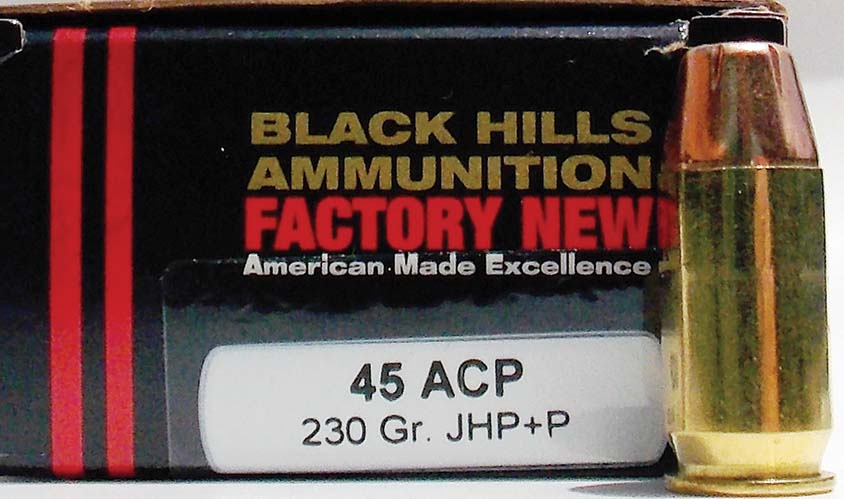 BLACK HILLS
AMMUNITION
FACTORY NEW
American Made Excellence
45 ACP
230 Gr. JHP+P